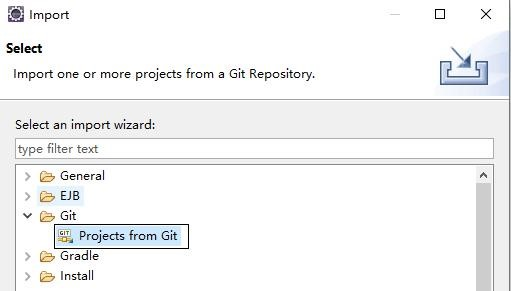 Import
Select
Import one or more projects from a Git Repository.
Select an import wizard:
type filter text
General
EJB
Git
GIT Projects from Git
Gradle
Install